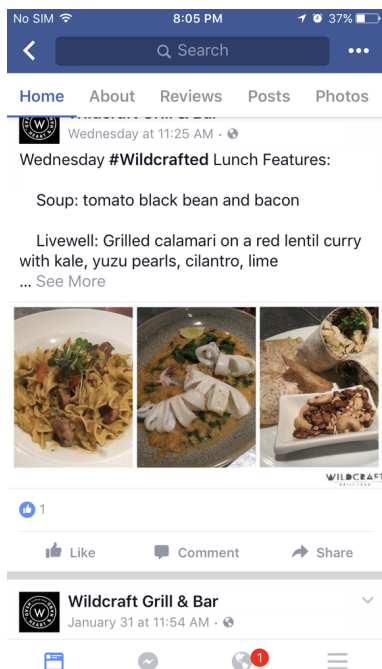 No SIM 8:05 PM 37%
Search
Home About Reviews Posts Photos
Wednesday at 11:25 AM ·
Wednesday #Wildcrafted Lunch Features:
Soup: tomato black bean and bacon
Livewell: Grilled calamari on a red lentil curry
with kale, yuzu pearls, cilantro, lime
... See More
WILDCRAFT
1
Like Comment Share
W
Wildcraft Grill & Bar
January 31 at 11:54 AM ·
1